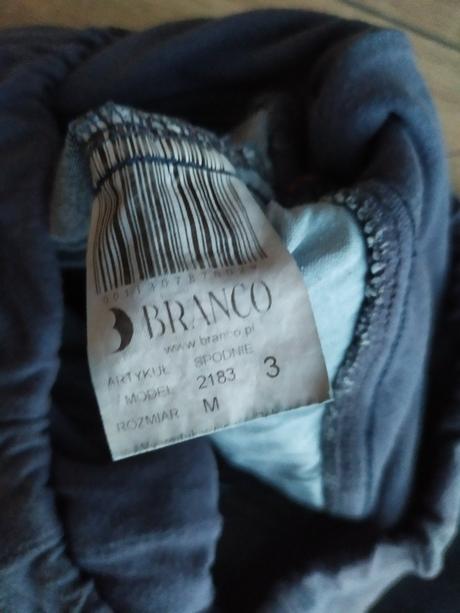 BRANCO
www.branco.pl
ARTYKUŁ SPODNIE
MODEL 2183 3
ROZMIAR M